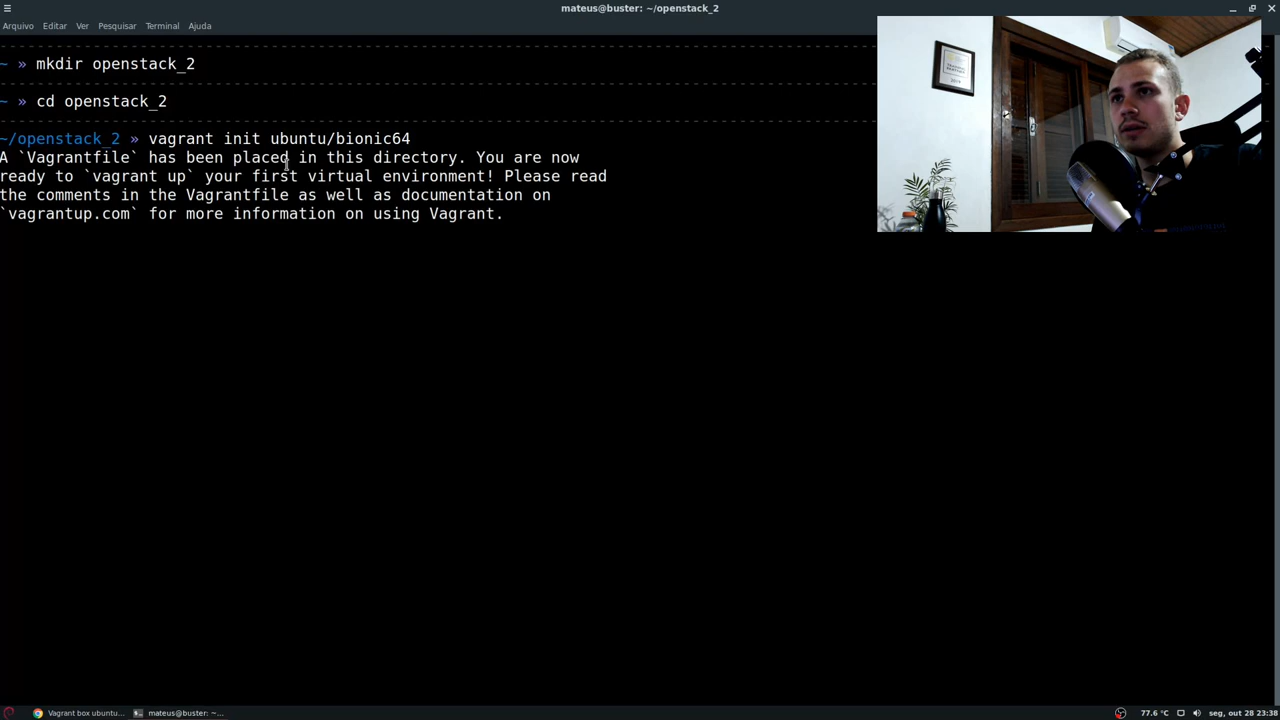 mateus@buster: ~/openstack_2
Arquivo Editar Ver Pesquisar Terminal Ajuda
~ » mkdir openstack_2
~ » cd openstack_2
~/openstack_2 » vagrant init ubuntu/bionic64
A `Vagrantfile` has been placed in this directory. You are now
ready to `vagrant up` your first virtual environment! Please read
the comments in the Vagrantfile as well as documentation on
`vagrantup.com` for more information on using Vagrant.
Vagrant box ubuntu... mateus@buster: ~... 77.6 °C seg, out 28 23:38